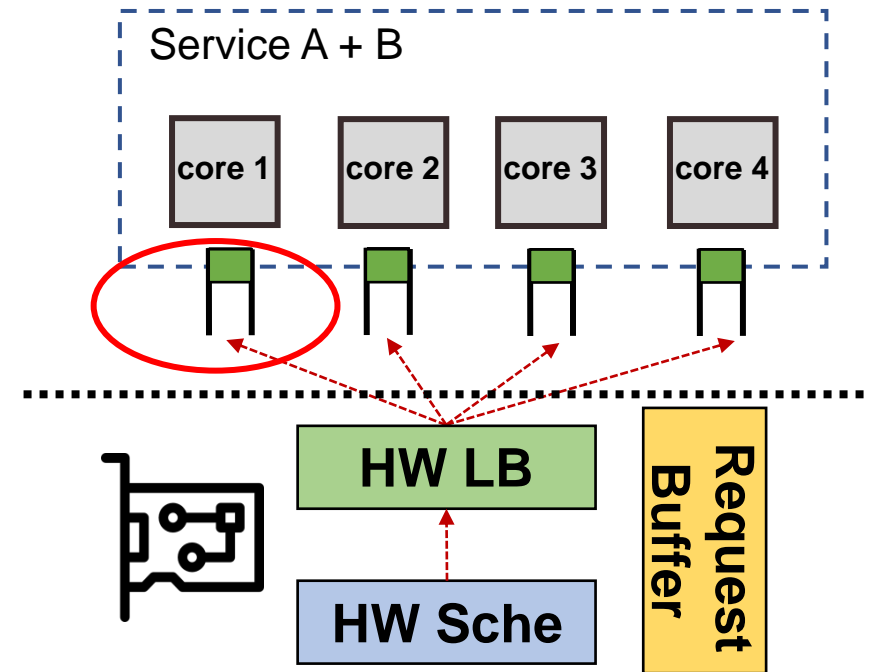 Service A + B
core 1
core 2
core 3
core 4
HW LB
Request
Buffer
HW Sche